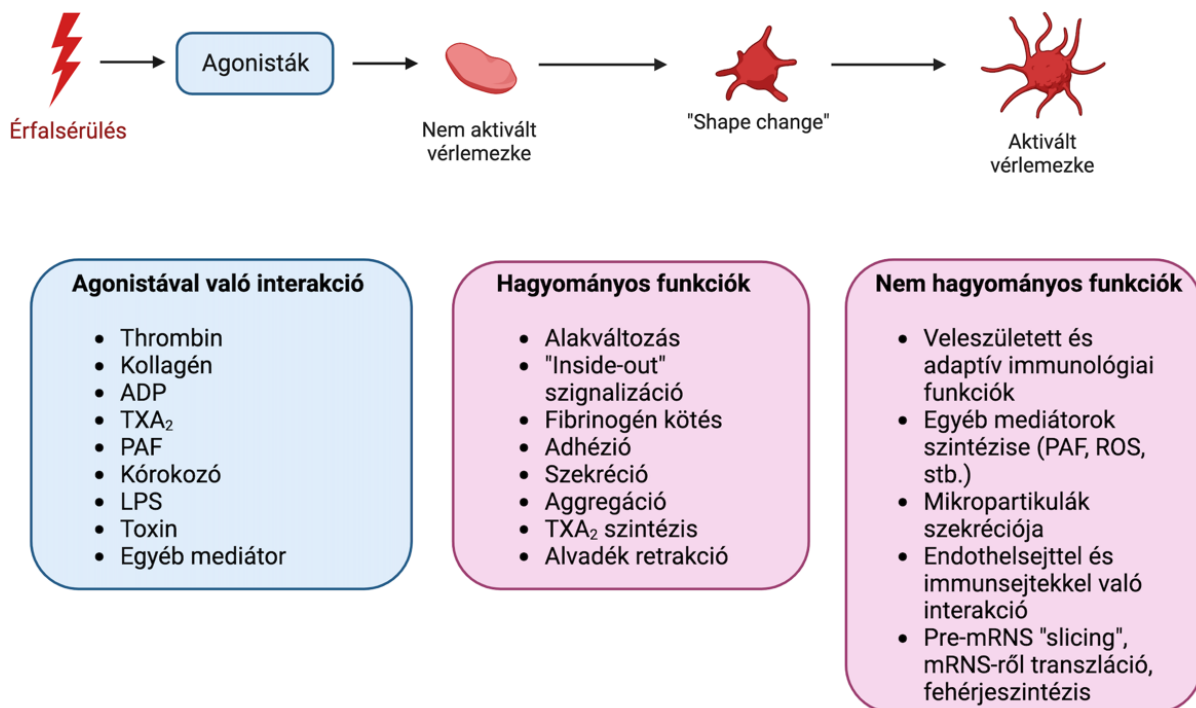 Érfalsérülés
Agonisták
Nem aktivált
vérlemezke
"Shape change"
Aktivált
vérlemezke
Agonistával való interakció
• Thrombin
• Kollagén
• ADP
• TXA₂
• PAF
• Kórokozó
• LPS
• Toxin
• Egyéb mediátor
Hagyományos funkciók
• Alakváltozás
• "Inside-out"
szignalizáció
• Fibrinogén kötés
• Adhézió
• Szekréció
• Aggregáció
• TXA₂ szintézis
• Alvadék retrakció
Nem hagyományos funkciók
• Veleszületett és
adaptív immunológiai
funkciók
• Egyéb mediátorok
szintézise (PAF, ROS,
stb.)
• Mikropartikulák
szekréciója
• Endothelsejttel és
immunsejtekkel való
interakció
• Pre-mRNS "slicing",
mRNS-ről transzláció,
fehérjeszintézis